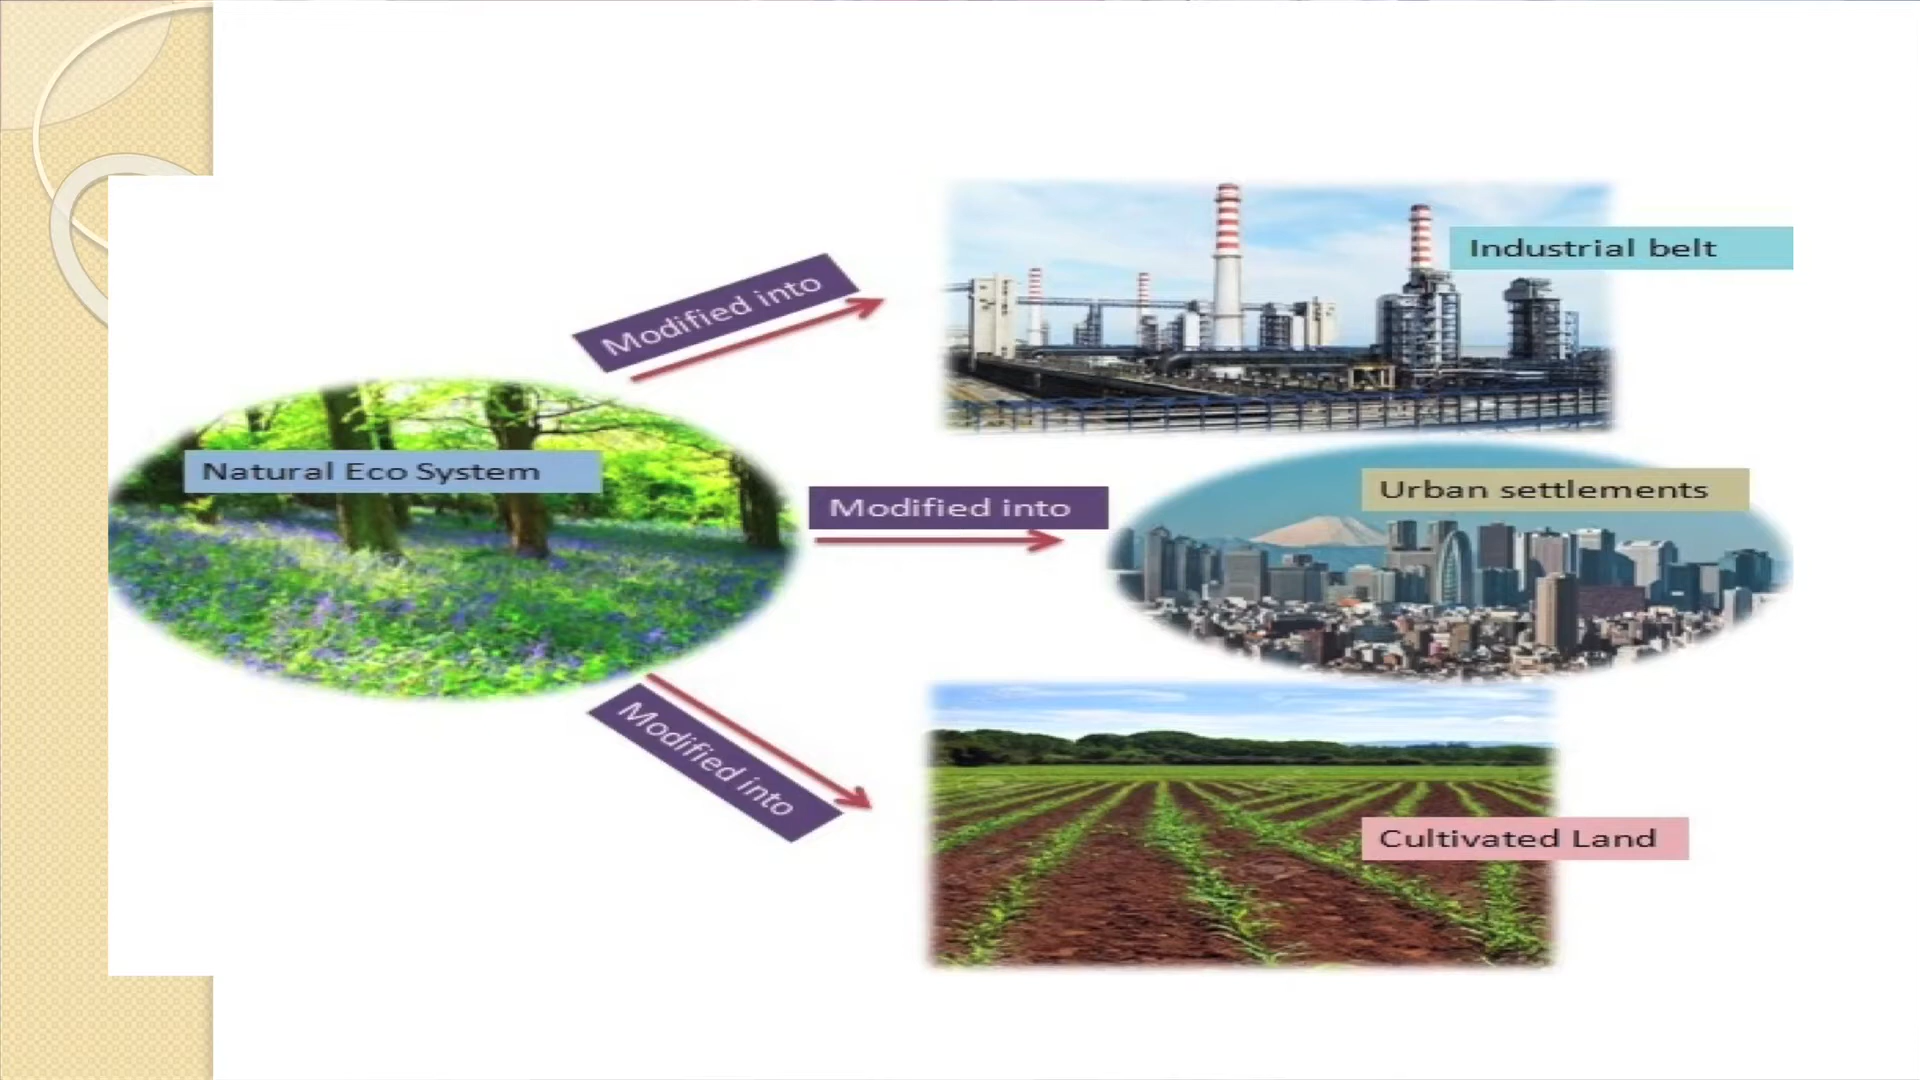 Industrial belt
Modified into
Natural Eco System
Urban settlements
Modified into
Modified into
Cultivated Land